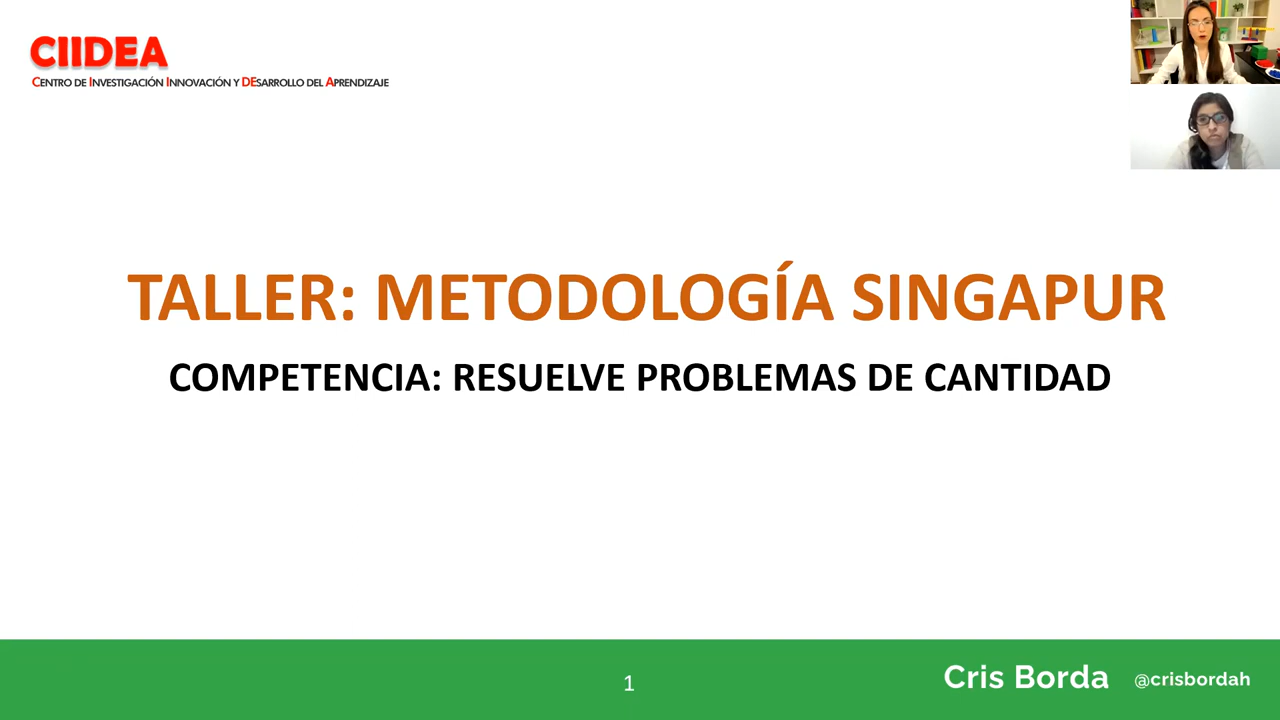 CIIDEA
CENTRO DE INVESTIGACIÓN INNOVACIÓN Y DESARROLLO DEL APRENDIZAJE
TALLER: METODOLOGÍA SINGAPUR
COMPETENCIA: RESUELVE PROBLEMAS DE CANTIDAD
1
Cris Borda @crisbordah